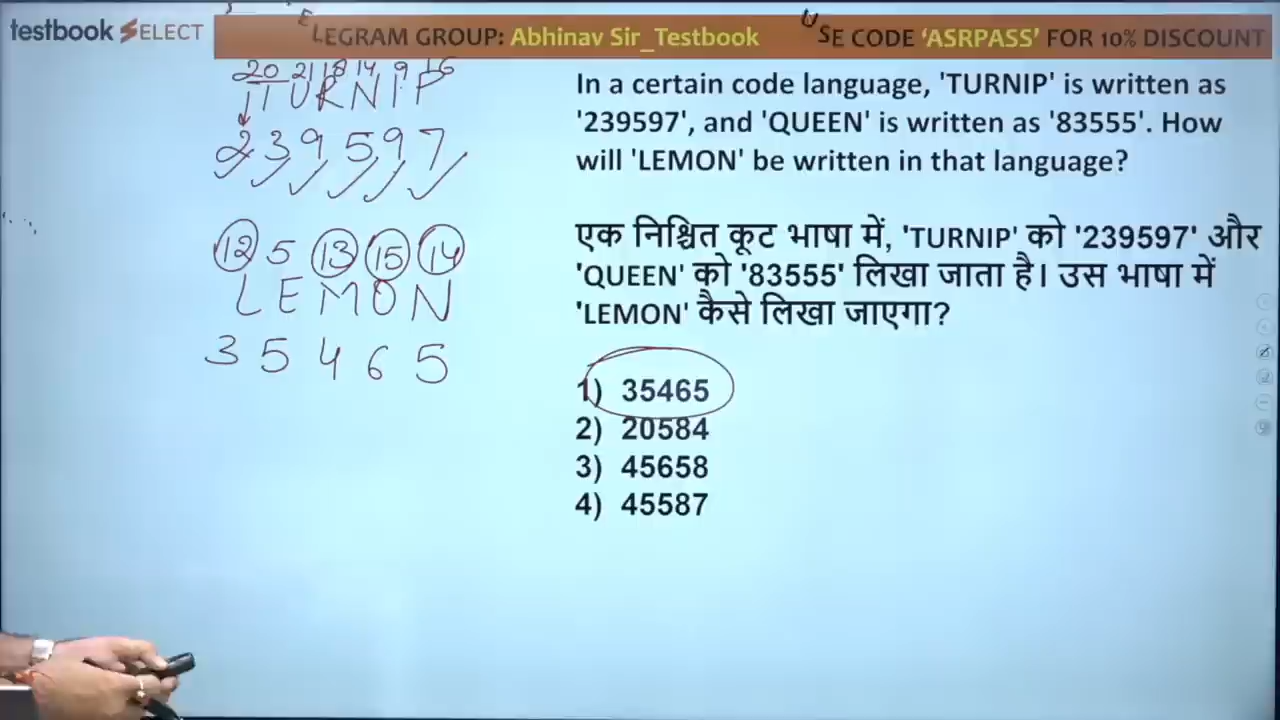 testbook SELECT
ELEGRAM GROUP: Abhinav Sir_Testbook
USE CODE ‘ASRPASS’ FOR 10% DISCOUNT
20 21 18 14 9 16
TURNIP
239597
In a certain code language, 'TURNIP' is written as
'239597', and 'QUEEN' is written as '83555'. How
will 'LEMON' be written in that language?
12 5 13 15 14
LEMON
35465
एक निश्चित कूट भाषा में, 'TURNIP' को '239597' और
'QUEEN' को '83555' लिखा जाता है। उस भाषा में
'LEMON' कैसे लिखा जाएगा?
1) 35465
2) 20584
3) 45658
4) 45587